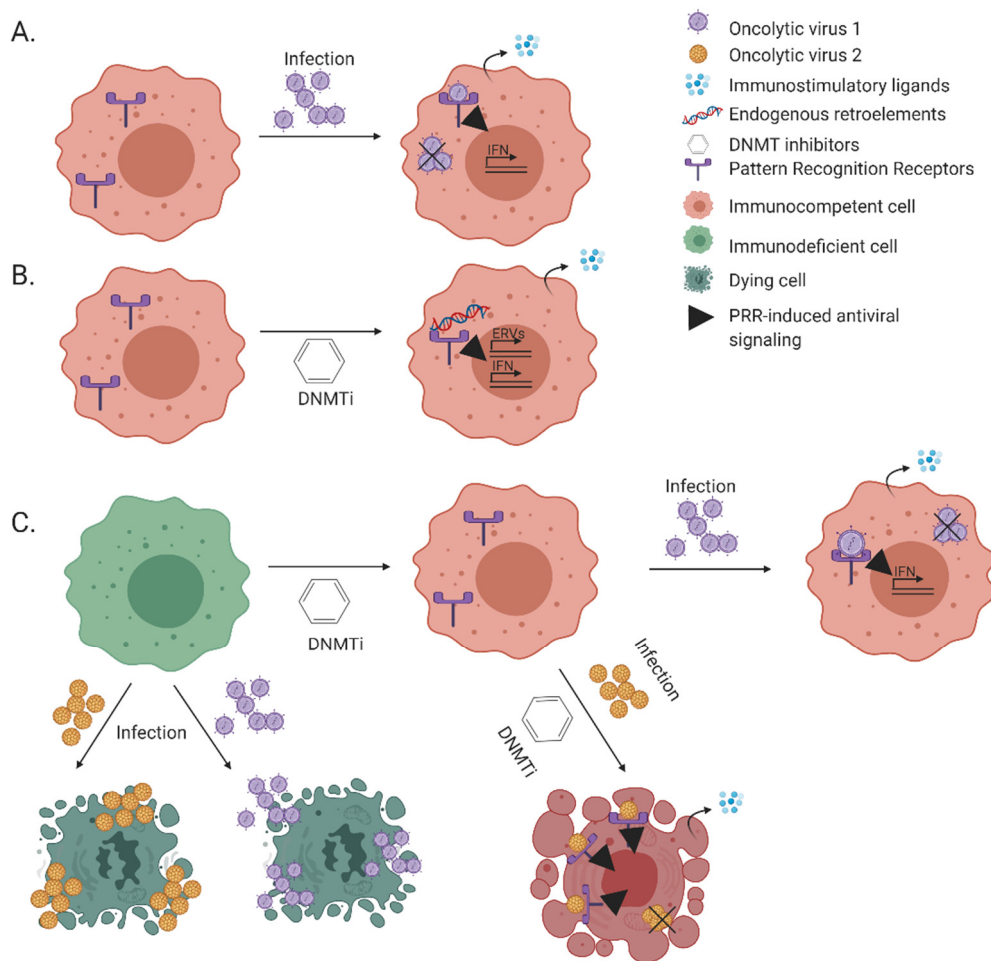 A.
Infection
IFN
Oncolytic virus 1
Oncolytic virus 2
Immunostimulatory ligands
Endogenous retroelements
DNMT inhibitors
Pattern Recognition Receptors
Immunocompetent cell
Immunodeficient cell
Dying cell
PRR-induced antiviral
signaling
B.
DNMTi
ERVs
IFN
C.
DNMTi
Infection
IFN
Infection
Infection
DNMTi